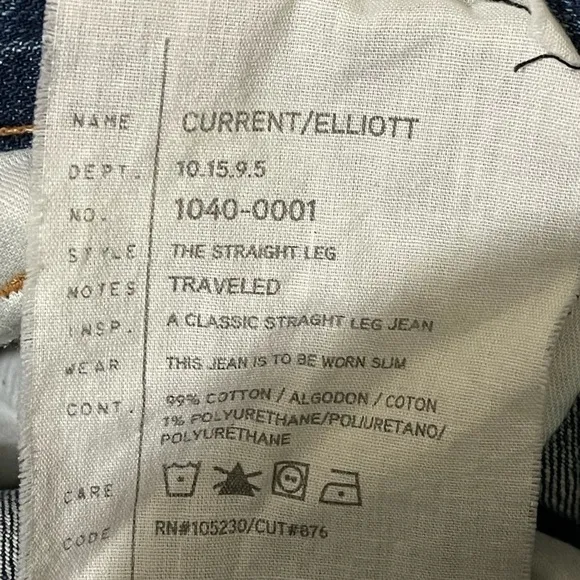 NAME CURRENT/ELLIOTT
DEPT. 10.15.9.5
NO. 1040-0001
STYLE THE STRAIGHT LEG
NOTES TRAVELED
INSP. A CLASSIC STRAGHT LEG JEAN
WEAR THIS JEAN IS TO BE WORN SLIM
CONT. 99% COTTON / ALGODON / COTON
1% POLYURETHANE/POLIURETANO/
POLYURÉTHANE
CARE
CODE RN#105230/CUT#876